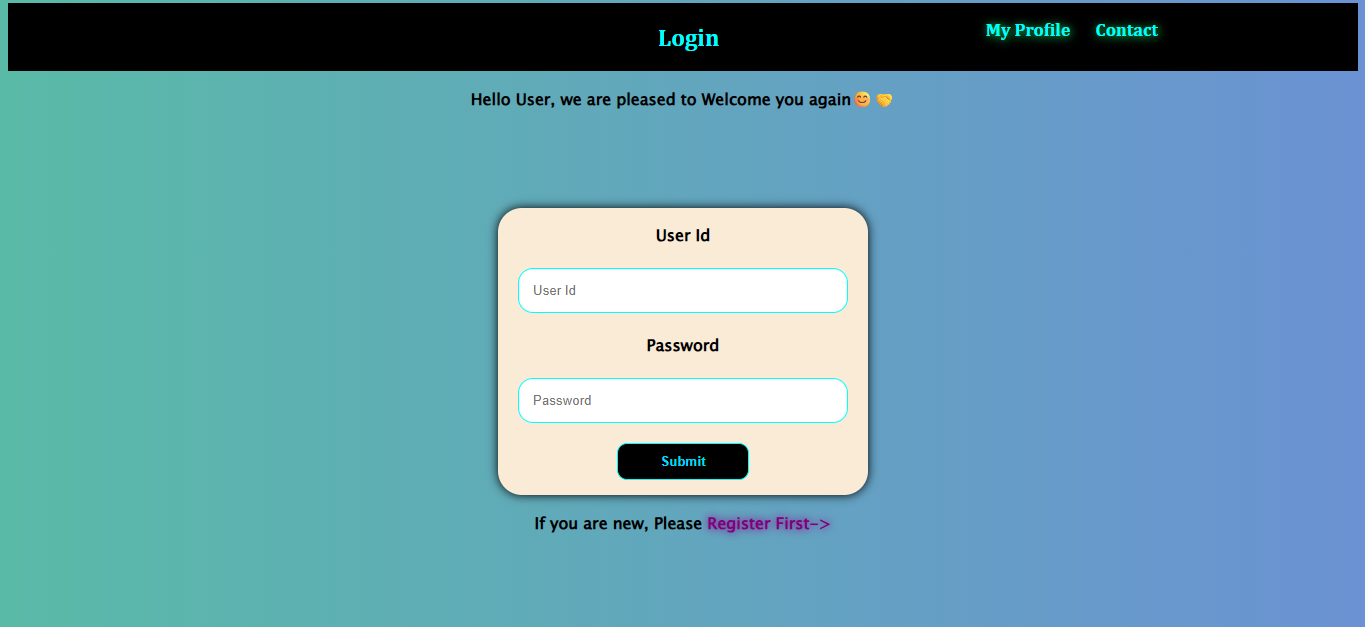 Login
My Profile Contact
Hello User, we are pleased to Welcome you again😊 🤝
User Id
User Id
Password
Password
Submit
If you are new, Please Register First->